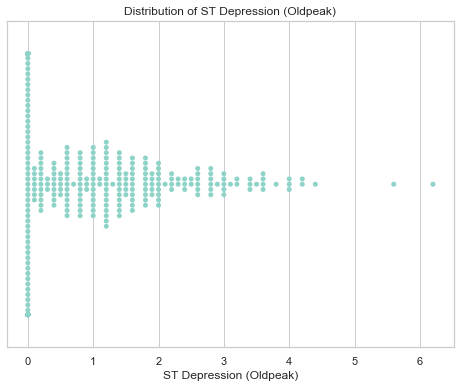 Distribution of ST Depression (Oldpeak)
0 1 2 3 4 5 6
ST Depression (Oldpeak)